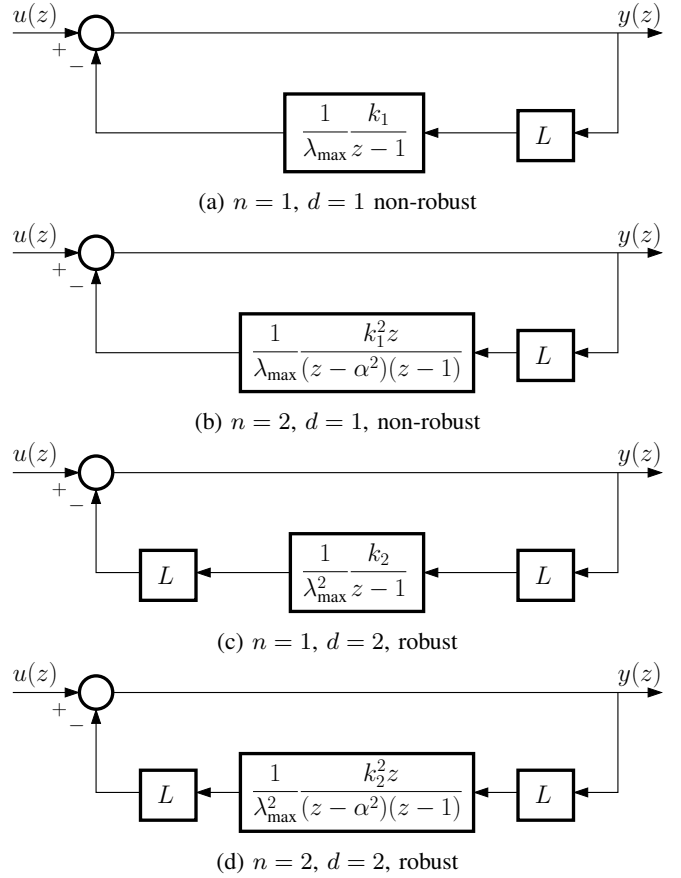 u(z) y(z)
+
−
1 k₁
λmax z − 1
L
(a) n = 1, d = 1 non-robust
u(z) y(z)
+
−
1 k₁²z
λmax (z − α²)(z − 1)
L
(b) n = 2, d = 1, non-robust
u(z) y(z)
+
−
L
1 k₂
λ²max z − 1
L
(c) n = 1, d = 2, robust
u(z) y(z)
+
−
L
1 k₂²z
λ²max (z − α²)(z − 1)
L
(d) n = 2, d = 2, robust